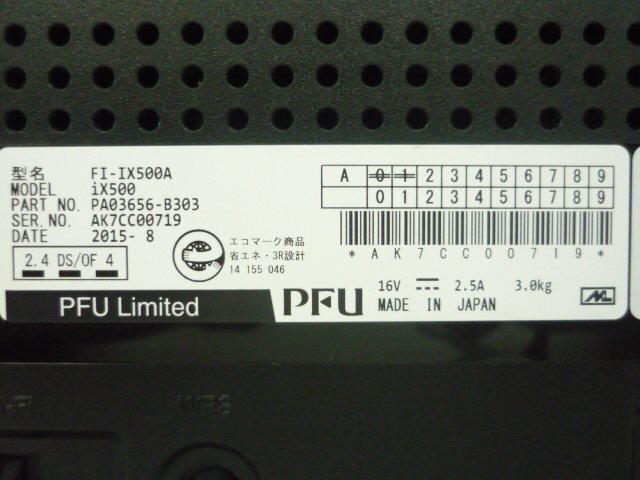 型名 FI-IX500A
MODEL iX500
PART NO. PA03656-B303
SER.NO. AK7CC00719
DATE 2015- 8
2.4 DS/OF 4
エコマーク商品
省エネ・3R設計
14 155 046
A 0 1 2 3 4 5 6 7 8 9
0 1 2 3 4 5 6 7 8 9
* A K 7 C C 0 0 7 1 9 *
PFU Limited
PFU
16V 2.5A 3.0kg
MADE IN JAPAN
WPS